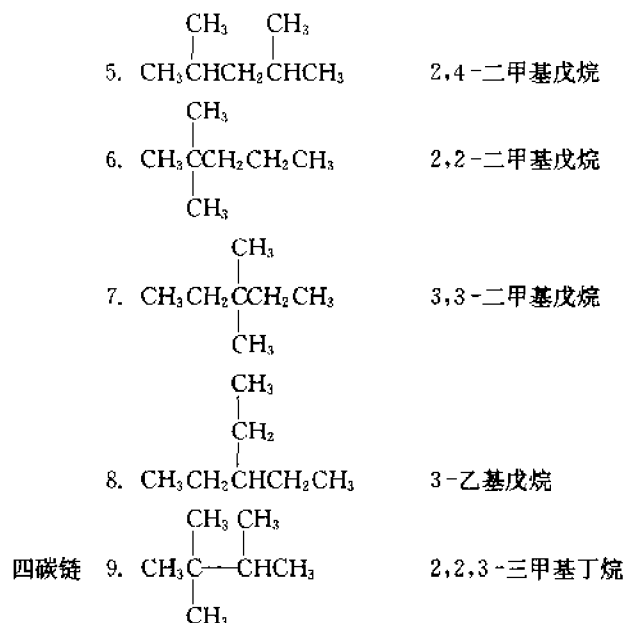 CH₃ CH₃
5. CH₃CHCH₂CHCH₃ 2,4-二甲基戊烷
CH₃
6. CH₃CCH₂CH₂CH₃ 2,2-二甲基戊烷
CH₃
CH₃
7. CH₃CH₂CCH₂CH₃ 3,3-二甲基戊烷
CH₃
CH₃
CH₂
8. CH₃CH₂CHCH₂CH₃ 3-乙基戊烷
CH₃ CH₃
四碳链 9. CH₃C—CHCH₃ 2,2,3-三甲基丁烷
CH₃